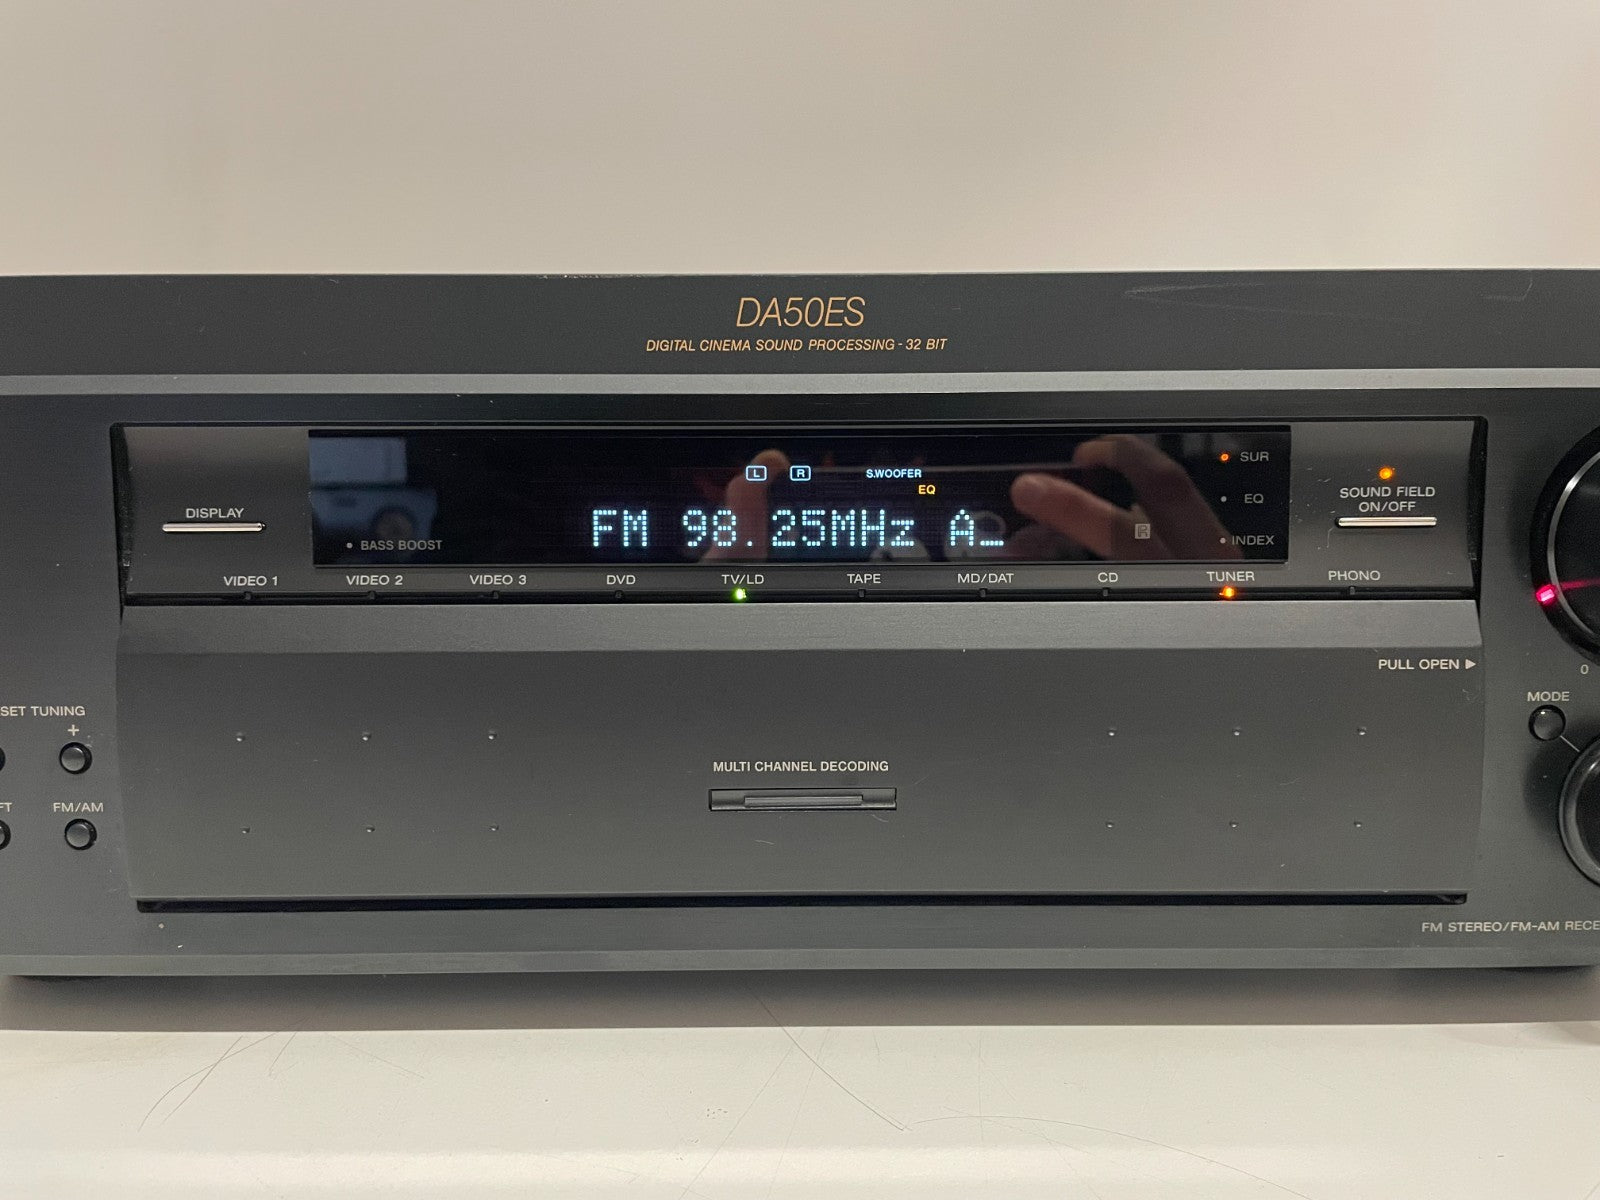 DA50ES
DIGITAL CINEMA SOUND PROCESSING - 32 BIT
DISPLAY
L R S.WOOFER
EQ
FM 98.25MHz A_
BASS BOOST
SUR
EQ
INDEX
SOUND FIELD
ON/OFF
VIDEO 1 VIDEO 2 VIDEO 3 DVD TV/LD TAPE MD/DAT CD TUNER PHONO
PULL OPEN ▶
0
MODE
SET TUNING
+
FT FM/AM
MULTI CHANNEL DECODING
FM STEREO/FM-AM RECE